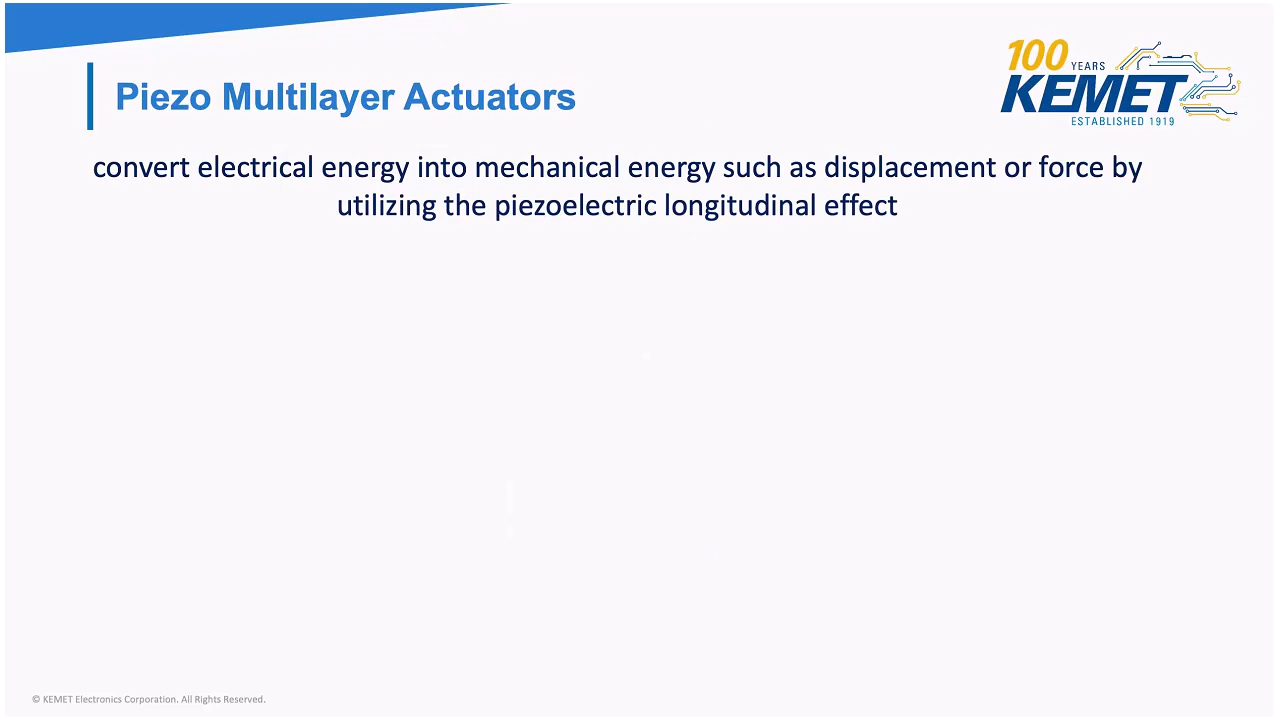 Piezo Multilayer Actuators
100 YEARS
KEMET
ESTABLISHED 1919
convert electrical energy into mechanical energy such as displacement or force by
utilizing the piezoelectric longitudinal effect
© KEMET Electronics Corporation. All Rights Reserved.